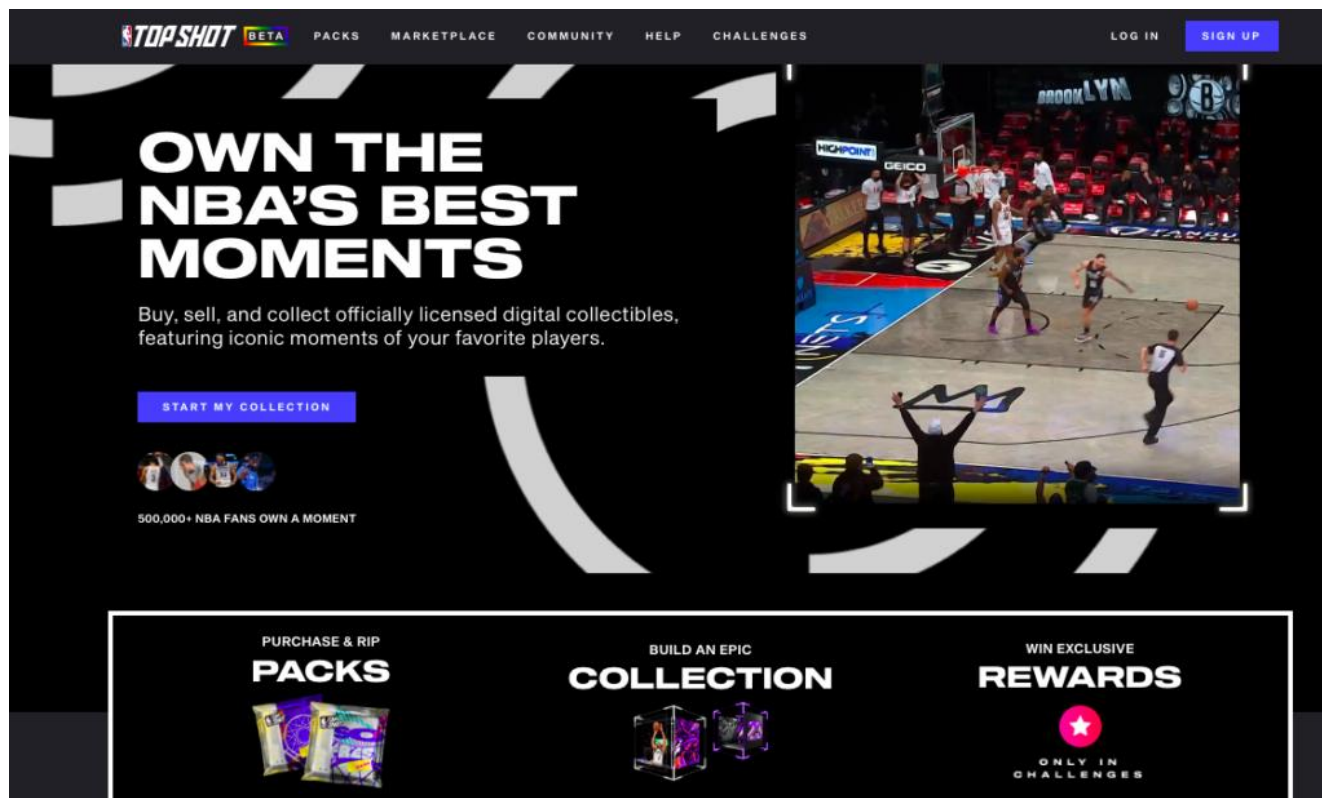 TOP SHOT BETA PACKS MARKETPLACE COMMUNITY HELP CHALLENGES LOG IN SIGN UP
BROOKLYN B
HIGHPOINT
GEICO
OWN THE
NBA'S BEST
MOMENTS
Buy, sell, and collect officially licensed digital collectibles,
featuring iconic moments of your favorite players.
NETS
START MY COLLECTION
500,000+ NBA FANS OWN A MOMENT
PURCHASE & RIP
PACKS
BUILD AN EPIC
COLLECTION
WIN EXCLUSIVE
REWARDS
ONLY IN
CHALLENGES